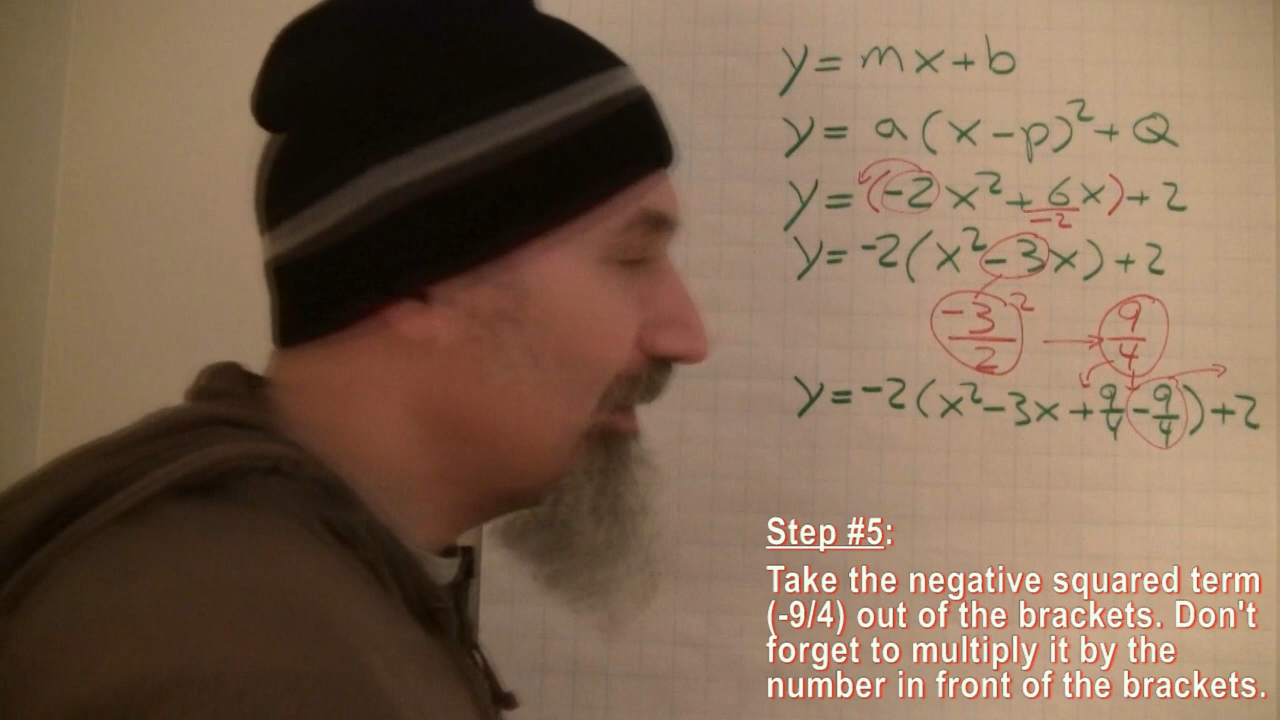 y = mx + b
y = a(x - p)² + Q
y = (-2x² + 6x) + 2
-2
y = -2(x² - 3x) + 2
-3/2 ² → 9/4
y = -2(x² - 3x + 9/4 - 9/4) + 2
Step #5:
Take the negative squared term
(-9/4) out of the brackets. Don't
forget to multiply it by the
number in front of the brackets.